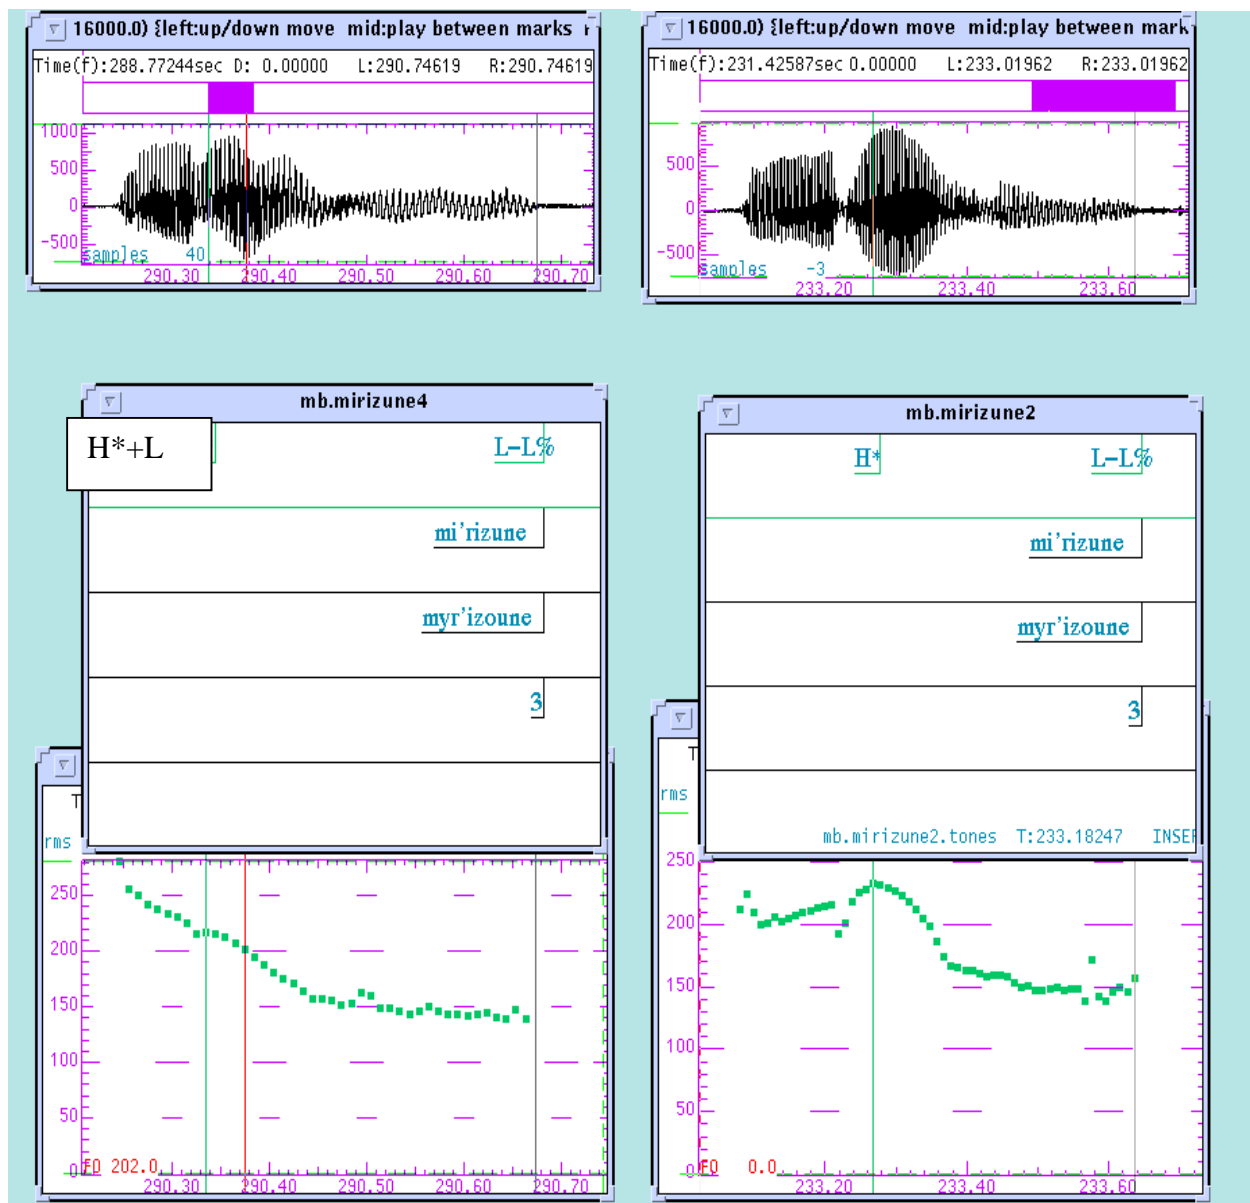 16000.0) {left:up/down move mid:play between marks
Time(f):288.77244sec D: 0.00000 L:290.74619 R:290.74619
1000
500
0
-500
samples 40
290.30 290.40 290.50 290.60 290.70
mb.mirizune4
H*+L
L-L%
mi'rizune
myr'izoune
3
T
rms
250
200
150
100
50
0
F0 202.0
290.30 290.40 290.50 290.60 290.70
16000.0) {left:up/down move mid:play between mark
Time(f):231.42587sec 0.00000 L:233.01962 R:233.01962
500
0
-500
samples -3
233.20 233.40 233.60
mb.mirizune2
H*
L-L%
mi'rizune
myr'izoune
3
T
rms
mb.mirizune2.tones T:233.18247 INSER
250
200
150
100
50
0
F0 0.0
233.20 233.40 233.60